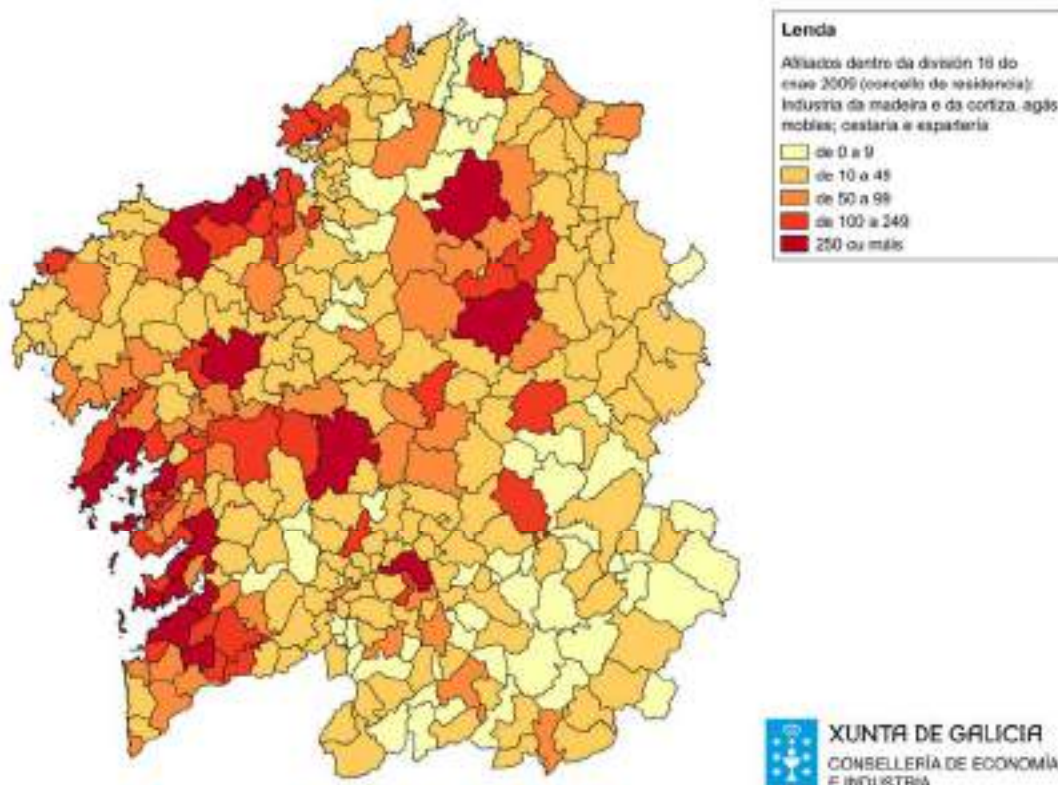 Lenda
Afiliados dentro da división 16 do
cnae 2009 (concello de residencia):
Industria da madeira e da cortiza, agás
mobles; cestaria e espartería
de 0 a 9
de 10 a 49
de 50 a 99
de 100 a 249
250 ou máis
XUNTA DE GALICIA
CONSELLERÍA DE ECONOMÍA
E INDUSTRIA